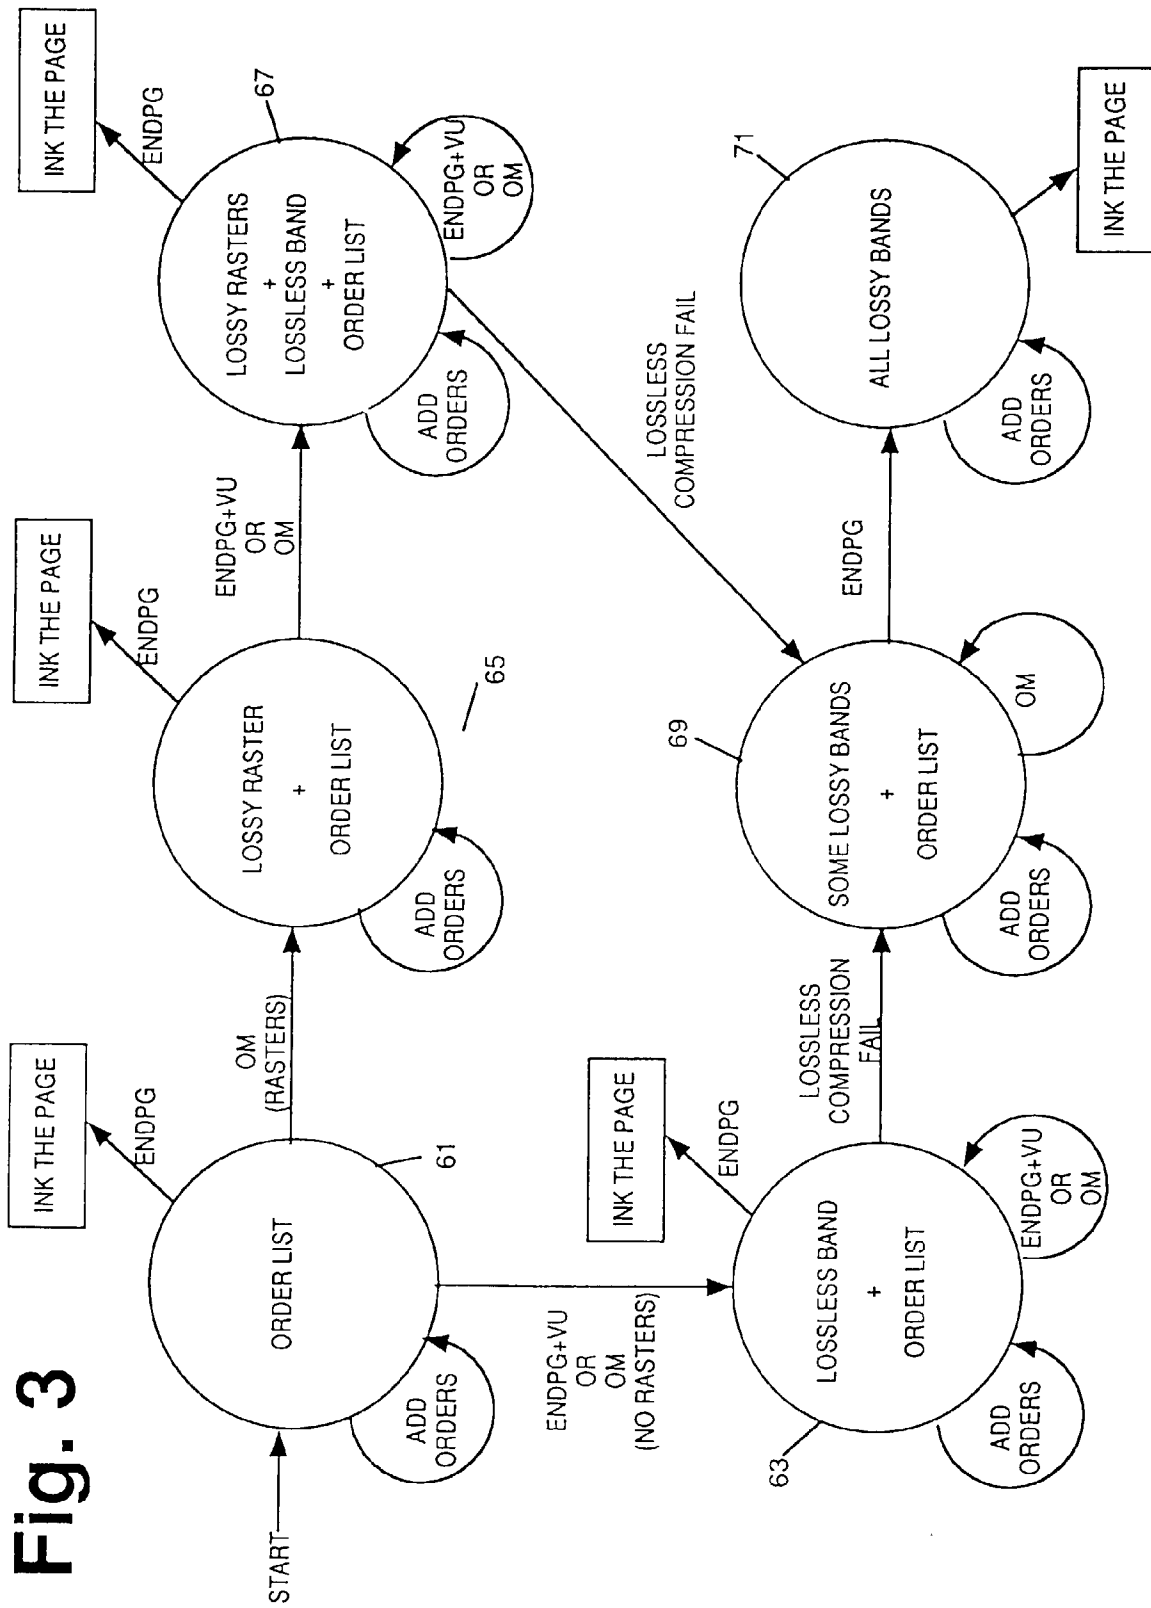 Fig. 3
START
ORDER LIST
61
ADD
ORDERS
ENDPG
INK THE PAGE
OM
(RASTERS)
LOSSY RASTER
+
ORDER LIST
65
ADD
ORDERS
ENDPG
INK THE PAGE
ENDPG+VU
OR
OM
LOSSY RASTERS
+
LOSSLESS BAND
+
ORDER LIST
67
ADD
ORDERS
ENDPG+VU
OR
OM
ENDPG
INK THE PAGE
ENDPG+VU
OR
OM
(NO RASTERS)
LOSSLESS BAND
+
ORDER LIST
63
ADD
ORDERS
ENDPG+VU
OR
OM
ENDPG
INK THE PAGE
LOSSLESS
COMPRESSION
FAIL
SOME LOSSY BANDS
+
ORDER LIST
69
ADD
ORDERS
OM
LOSSLESS
COMPRESSION FAIL
ENDPG
ALL LOSSY BANDS
71
ADD
ORDERS
INK THE PAGE